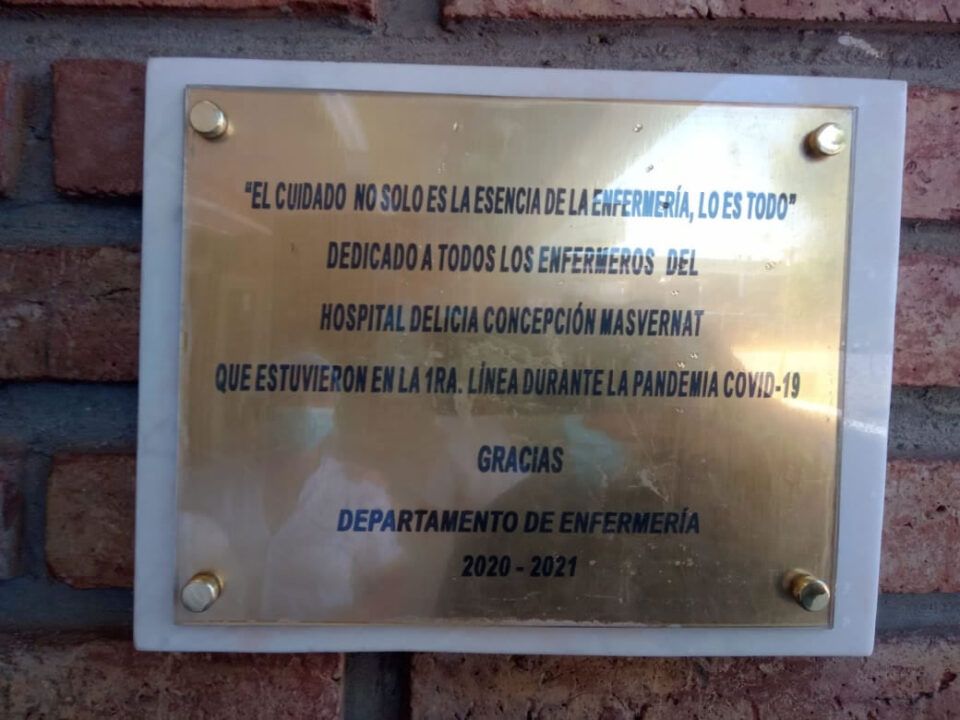 "EL CUIDADO NO SOLO ES LA ESENCIA DE LA ENFERMERÍA, LO ES TODO"
DEDICADO A TODOS LOS ENFERMEROS DEL
HOSPITAL DELICIA CONCEPCIÓN MASVERNAT
QUE ESTUVIERON EN LA 1RA. LÍNEA DURANTE LA PANDEMIA COVID-19
GRACIAS
DEPARTAMENTO DE ENFERMERÍA
2020 - 2021